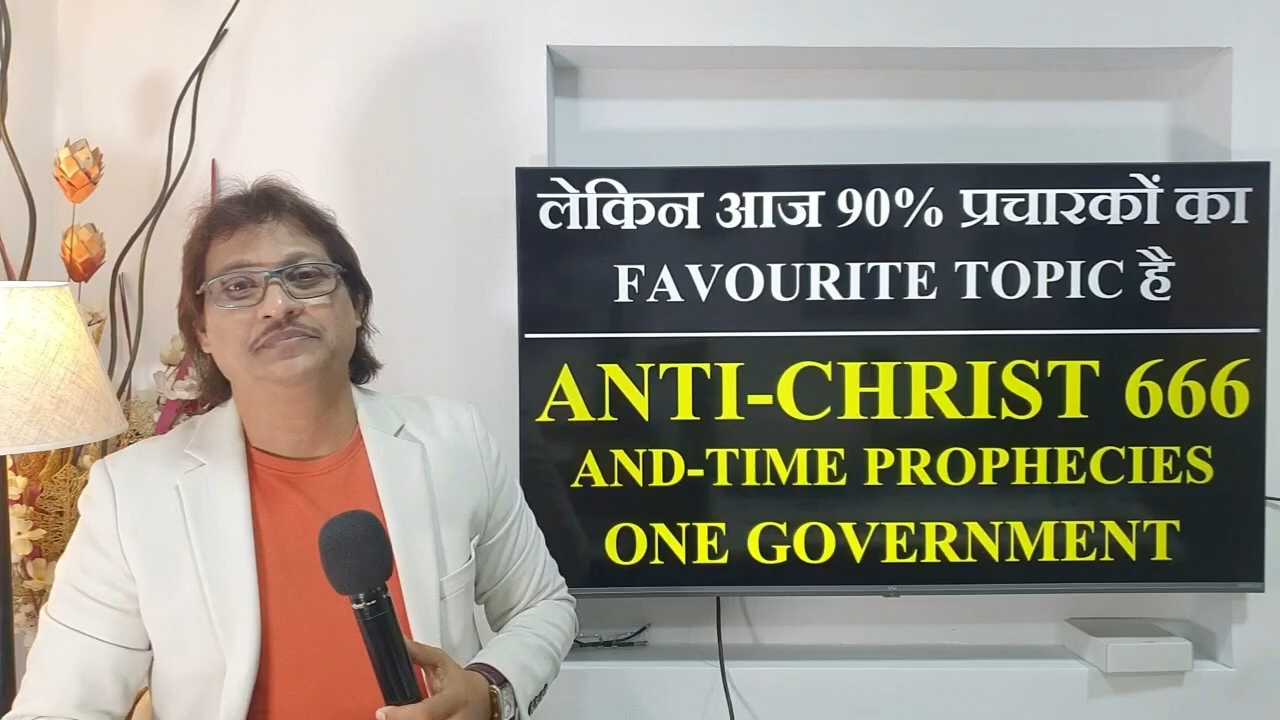 लेकिन आज 90% प्रचारकों का
FAVOURITE TOPIC है
ANTI-CHRIST 666
AND-TIME PROPHECIES
ONE GOVERNMENT